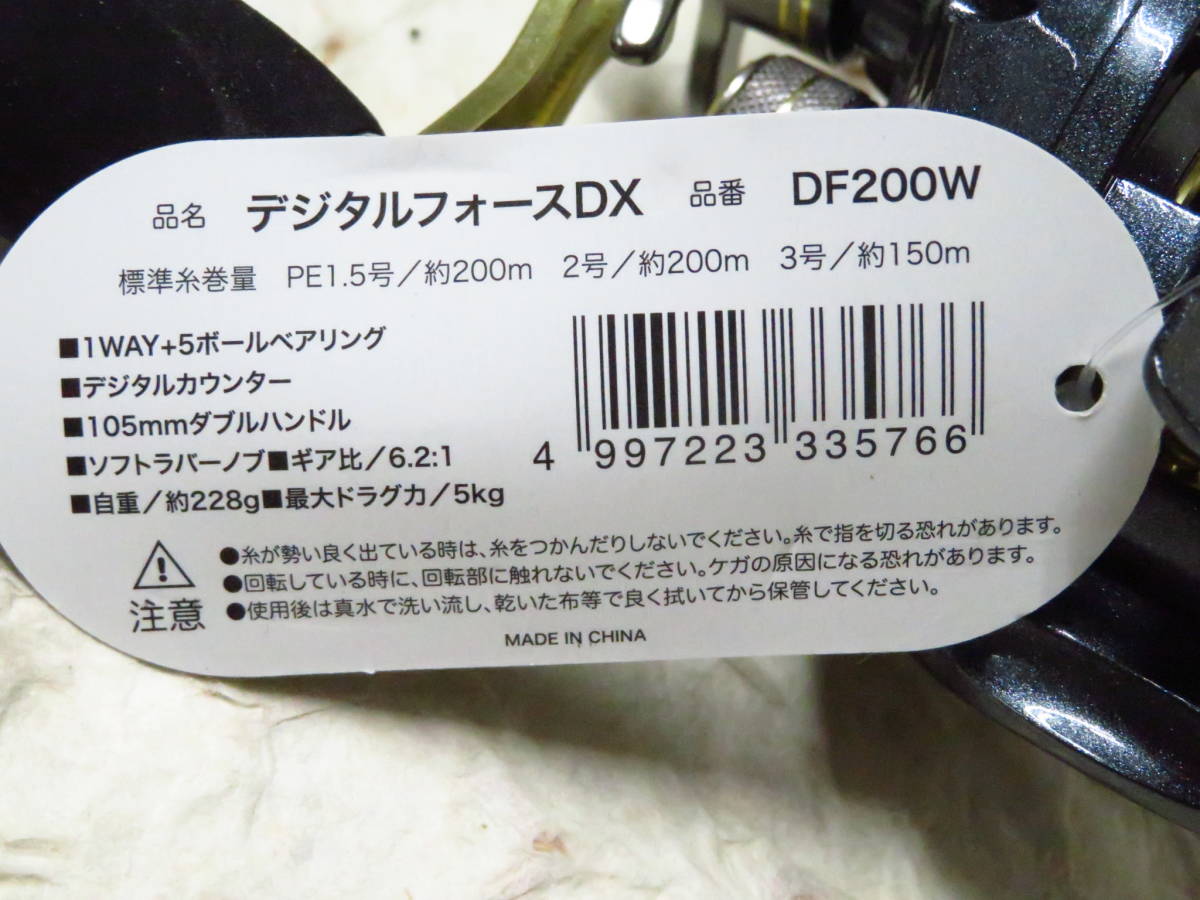 品名 デジタルフォースDX 品番 DF200W
標準糸巻量 PE1.5号／約200m 2号／約200m 3号／約150m
■1WAY+5ボールベアリング
■デジタルカウンター
■105mmダブルハンドル
■ソフトラバーノブ■ギア比／6.2:1
■自重／約228g■最大ドラグ力／5kg
4 997223 335766
注意
●糸が勢い良く出ている時は、糸をつかんだりしないでください。糸で指を切る恐れがあります。
●回転している時に、回転部に触れないでください。ケガの原因になる恐れがあります。
●使用後は真水で洗い流し、乾いた布等で良く拭いてから保管してください。
MADE IN CHINA